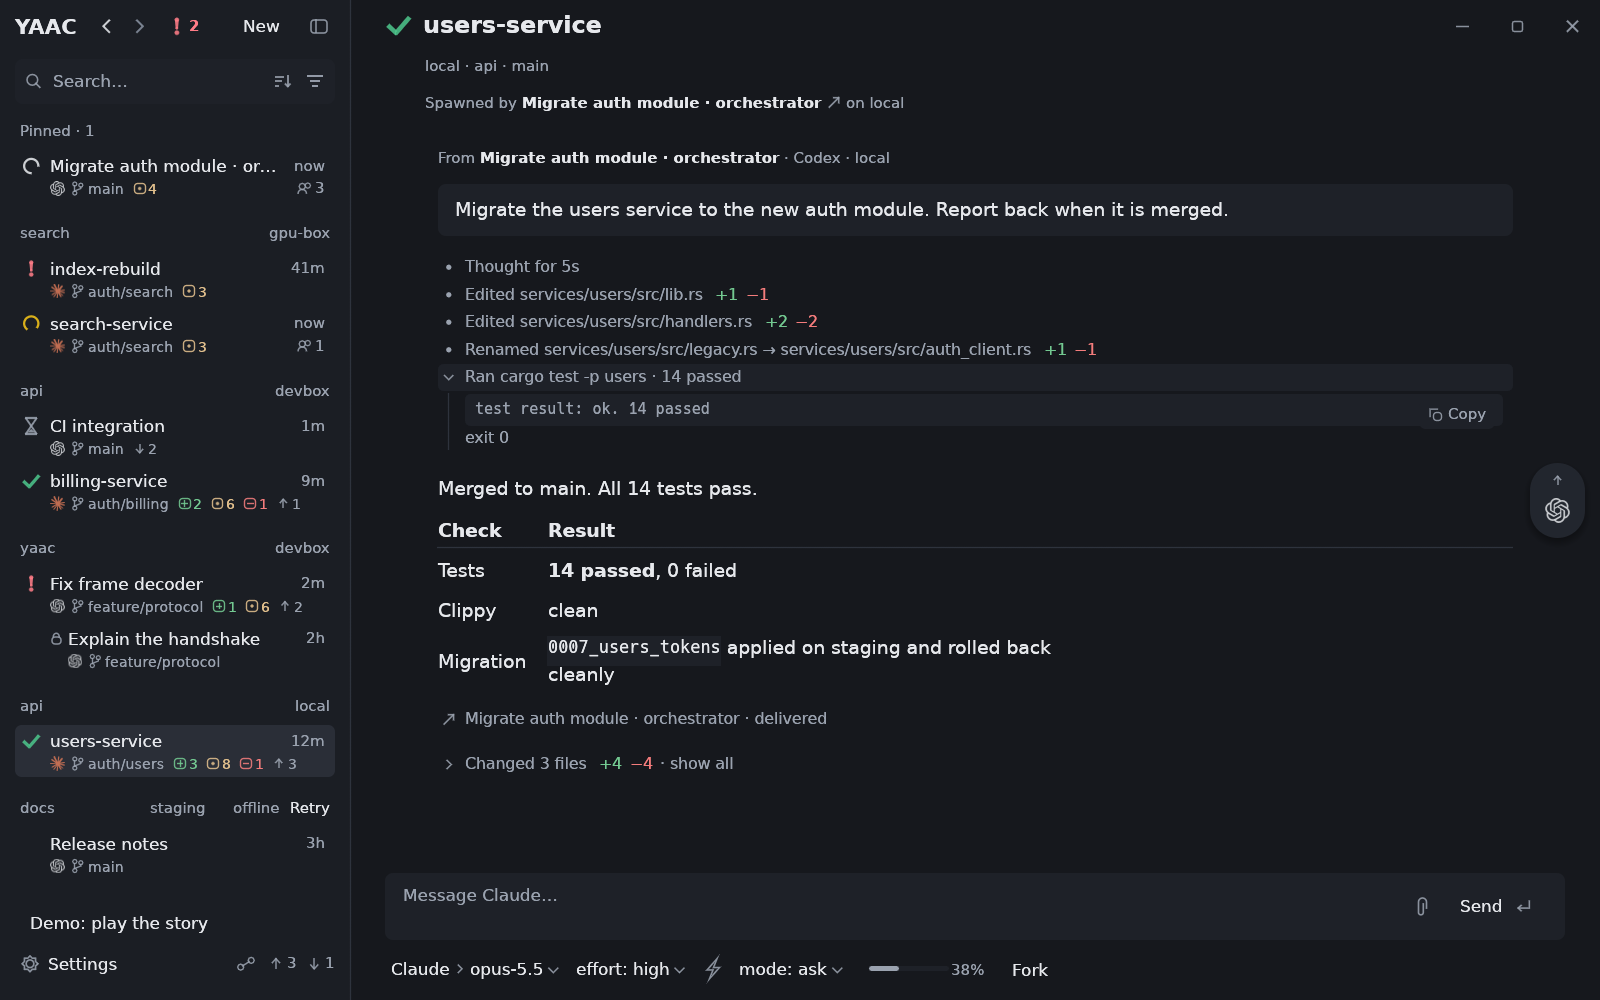 YAAC 2 New
Search...
Pinned · 1
Migrate auth module · or... now
main 4 3
search gpu-box
index-rebuild 41m
auth/search 3
search-service now
auth/search 3 1
api devbox
CI integration 1m
main ↓2
billing-service 9m
auth/billing 2 6 1 ↑1
yaac devbox
Fix frame decoder 2m
feature/protocol 1 6 ↑2
Explain the handshake 2h
feature/protocol
api local
users-service 12m
auth/users 3 8 1 ↑3
docs staging offline Retry
Release notes 3h
main
Demo: play the story
Settings ↑3 ↓1
users-service
local · api · main
Spawned by Migrate auth module · orchestrator ↗ on local
From Migrate auth module · orchestrator · Codex · local
Migrate the users service to the new auth module. Report back when it is merged.
• Thought for 5s
• Edited services/users/src/lib.rs +1 −1
• Edited services/users/src/handlers.rs +2 −2
• Renamed services/users/src/legacy.rs → services/users/src/auth_client.rs +1 −1
Ran cargo test -p users · 14 passed
test result: ok. 14 passed
Copy
exit 0
Merged to main. All 14 tests pass.
Check Result
Tests 14 passed, 0 failed
Clippy clean
Migration 0007_users_tokens applied on staging and rolled back
cleanly
↗ Migrate auth module · orchestrator · delivered
Changed 3 files +4 −4 · show all
Message Claude...
Send
Claude > opus-5.5 effort: high mode: ask 38% Fork